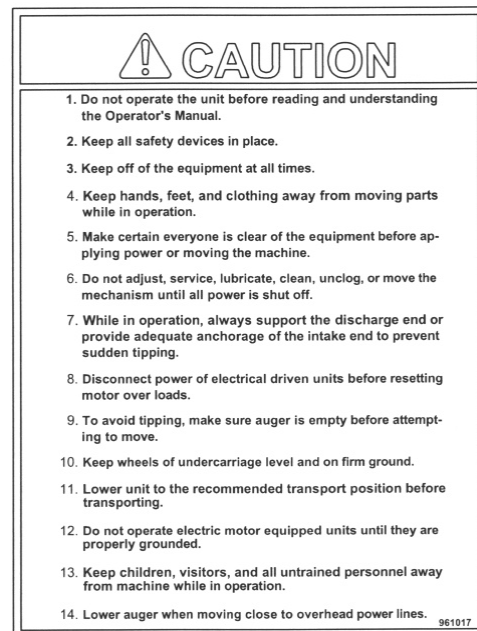 CAUTION
1. Do not operate the unit before reading and understanding
the Operator's Manual.
2. Keep all safety devices in place.
3. Keep off of the equipment at all times.
4. Keep hands, feet, and clothing away from moving parts
while in operation.
5. Make certain everyone is clear of the equipment before ap-
plying power or moving the machine.
6. Do not adjust, service, lubricate, clean, unclog, or move the
mechanism until all power is shut off.
7. While in operation, always support the discharge end or
provide adequate anchorage of the intake end to prevent
sudden tipping.
8. Disconnect power of electrical driven units before resetting
motor over loads.
9. To avoid tipping, make sure auger is empty before attempt-
ing to move.
10. Keep wheels of undercarriage level and on firm ground.
11. Lower unit to the recommended transport position before
transporting.
12. Do not operate electric motor equipped units until they are
properly grounded.
13. Keep children, visitors, and all untrained personnel away
from machine while in operation.
14. Lower auger when moving close to overhead power lines.
961017